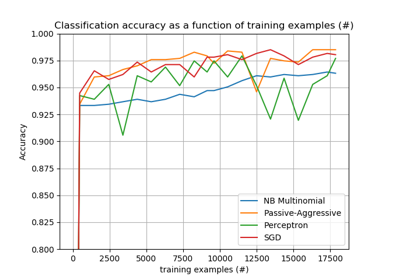 Classification accuracy as a function of training examples (#)
1.000
0.975
0.950
0.925
0.900
0.875
0.850
0.825
0.800
Accuracy
NB Multinomial
Passive-Aggressive
Perceptron
SGD
0 2500 5000 7500 10000 12500 15000 17500
training examples (#)